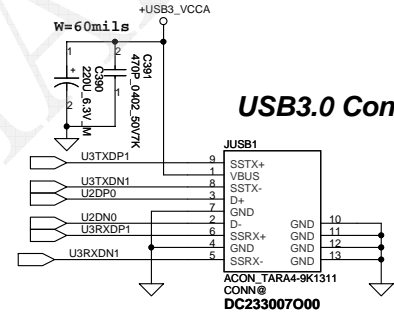 +USB3_VCCA
W=60mils
1
2
+
C390
220U_6.3V_M
2
1
C391
470P_0402_50V7K
USB3.0 Con
JUSB1
U3TXDP1 9 SSTX+
1 VBUS
U3TXDN1 8 SSTX-
U2DP0 3 D+
7 GND
U2DN0 2 D- GND 10
U3RXDP1 6 SSRX+ GND 11
4 GND GND 12
U3RXDN1 5 SSRX- GND 13
ACON_TARA4-9K1311
CONN@
DC233007O00